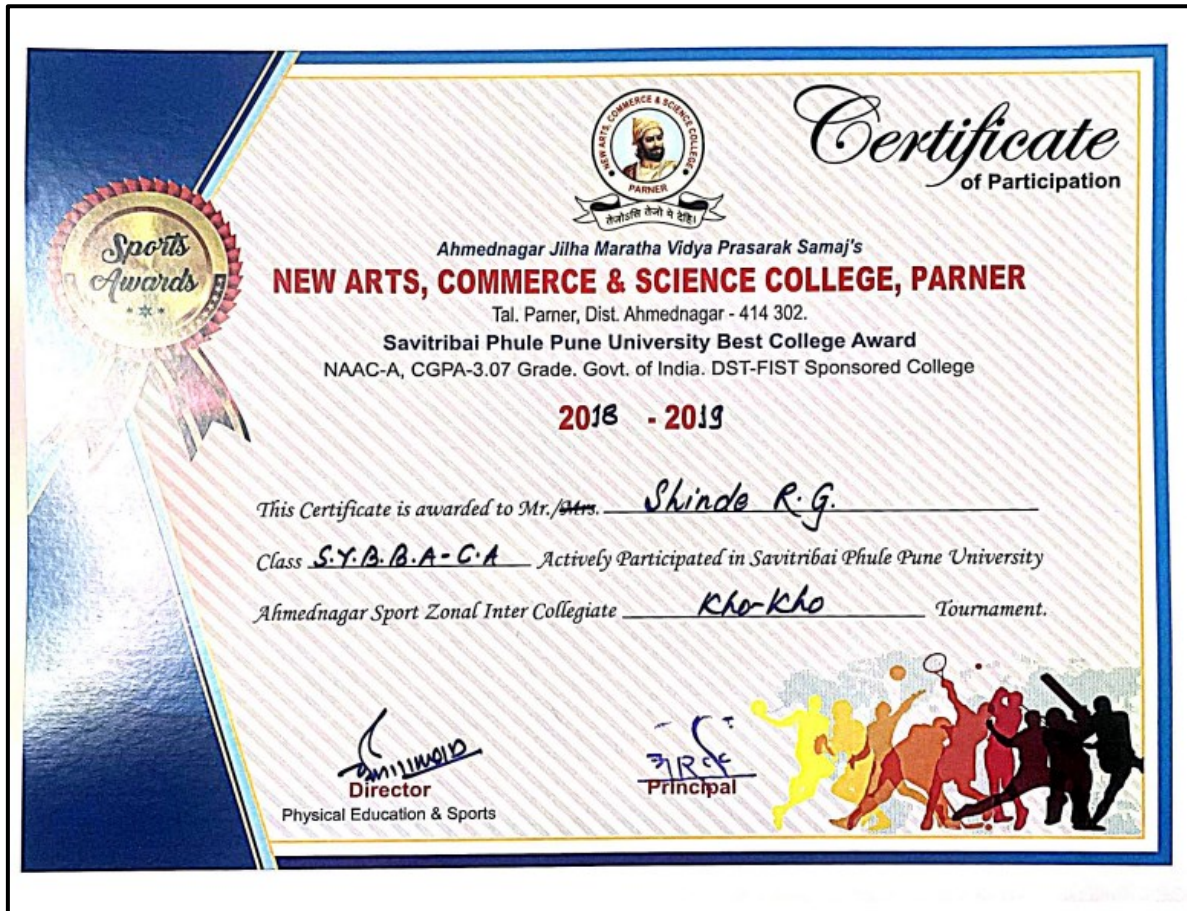 NEW ARTS, COMMERCE & SCIENCE COLLEGE
PARNER
तेजोऽसि तेजो मे देहि।
Certificate
of Participation
Sports
Awards
Ahmednagar Jilha Maratha Vidya Prasarak Samaj's
NEW ARTS, COMMERCE & SCIENCE COLLEGE, PARNER
Tal. Parner, Dist. Ahmednagar - 414 302.
Savitribai Phule Pune University Best College Award
NAAC-A, CGPA-3.07 Grade. Govt. of India. DST-FIST Sponsored College
2018 - 2019
This Certificate is awarded to Mr./Mrs. Shinde R.G.
Class S.Y.B.B.A-C.A Actively Participated in Savitribai Phule Pune University
Ahmednagar Sport Zonal Inter Collegiate Kho-Kho Tournament.
Director
Physical Education & Sports
Principal